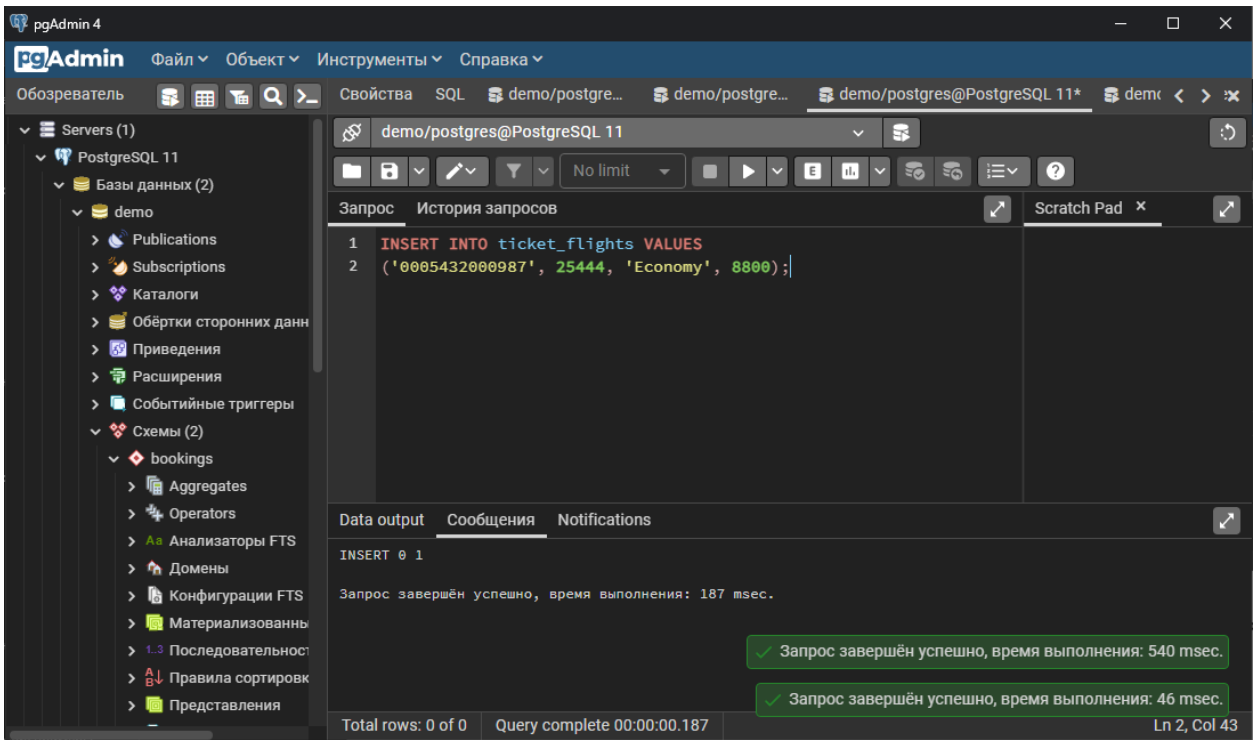 pgAdmin 4
pgAdmin Файл Объект Инструменты Справка
Обозреватель
Свойства SQL demo/postgre... demo/postgre... demo/postgres@PostgreSQL 11* demo
Servers (1)
PostgreSQL 11
Базы данных (2)
demo
Publications
Subscriptions
Каталоги
Обёртки сторонних данн
Приведения
Расширения
Событийные триггеры
Схемы (2)
bookings
Aggregates
Operators
Aa Анализаторы FTS
Домены
Конфигурации FTS
Материализованны
1..3 Последовательност
Правила сортировк
Представления
demo/postgres@PostgreSQL 11
No limit E
Запрос История запросов
Scratch Pad
1 INSERT INTO ticket_flights VALUES
2 ('0005432000987', 25444, 'Economy', 8800);
Data output Сообщения Notifications
INSERT 0 1
Запрос завершён успешно, время выполнения: 187 msec.
Запрос завершён успешно, время выполнения: 540 msec.
Запрос завершён успешно, время выполнения: 46 msec.
Total rows: 0 of 0 Query complete 00:00:00.187 Ln 2, Col 43